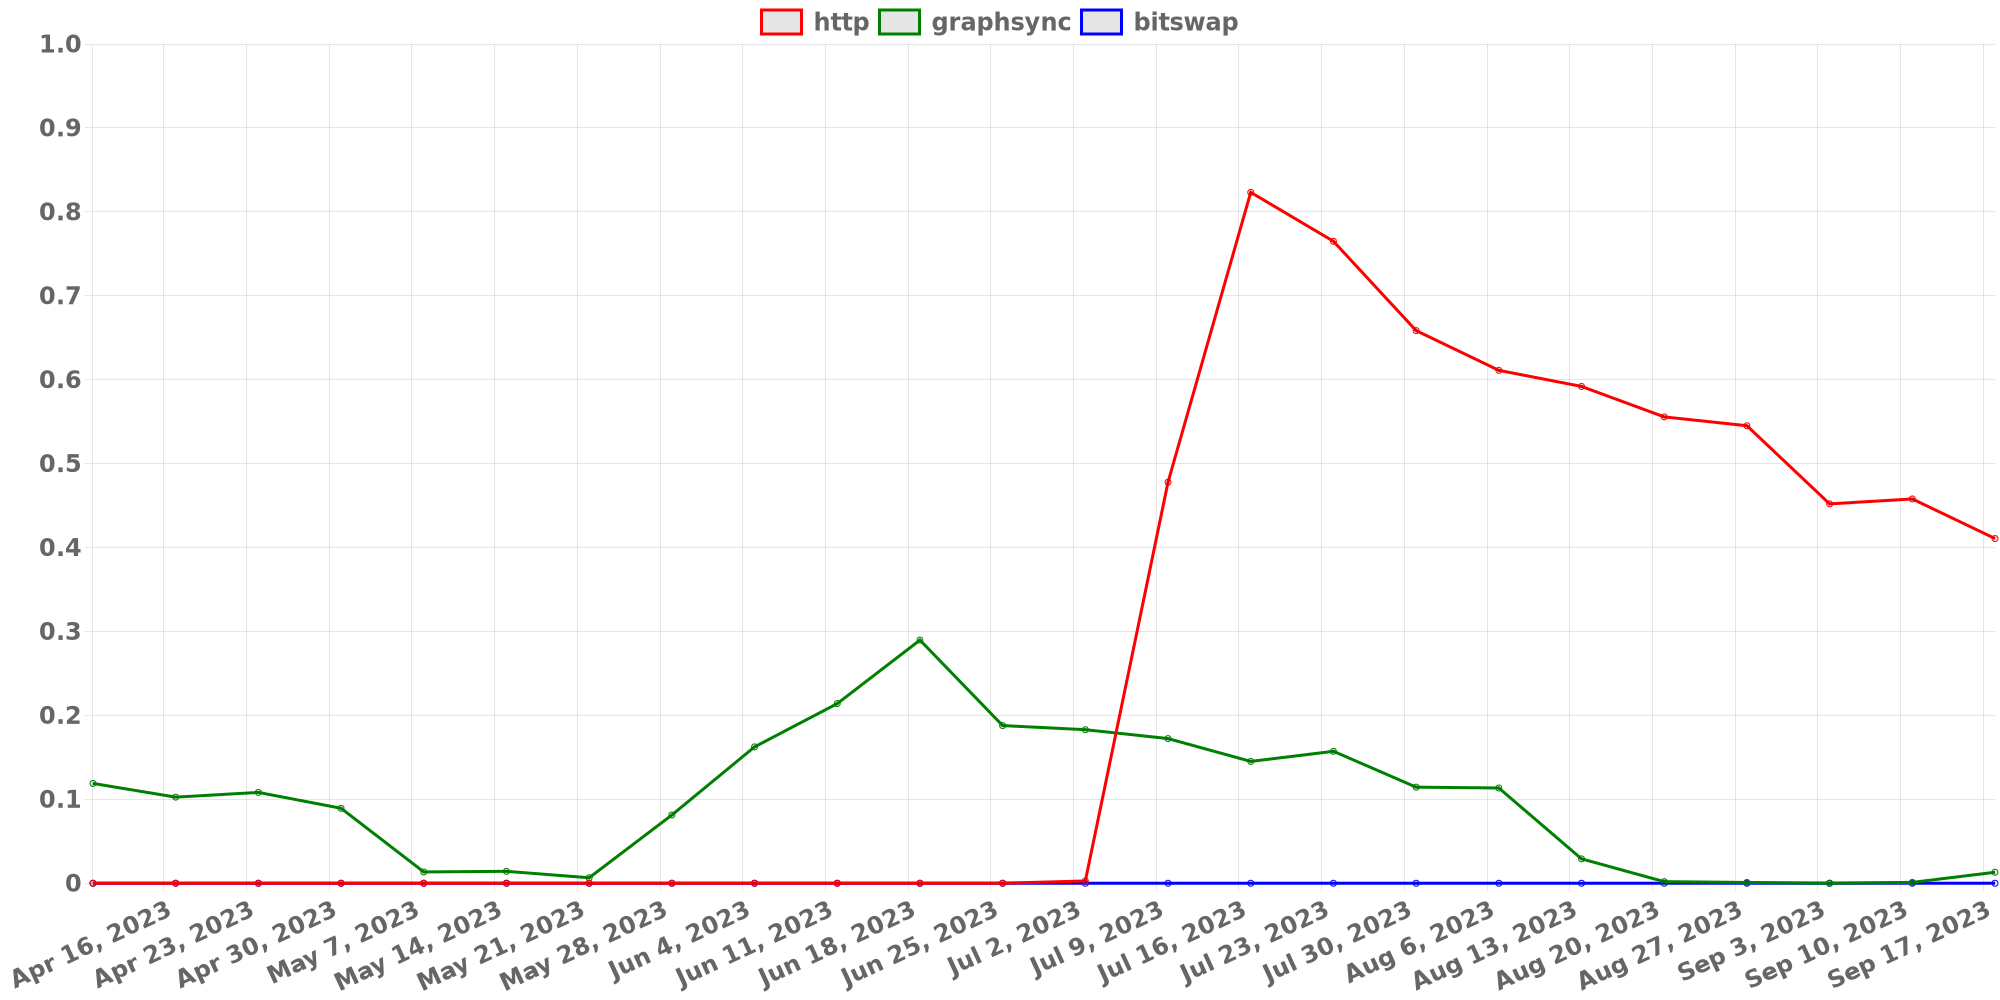 http graphsync bitswap
1.0
0.9
0.8
0.7
0.6
0.5
0.4
0.3
0.2
0.1
0
Apr 16, 2023
Apr 23, 2023
Apr 30, 2023
May 7, 2023
May 14, 2023
May 21, 2023
May 28, 2023
Jun 4, 2023
Jun 11, 2023
Jun 18, 2023
Jun 25, 2023
Jul 2, 2023
Jul 9, 2023
Jul 16, 2023
Jul 23, 2023
Jul 30, 2023
Aug 6, 2023
Aug 13, 2023
Aug 20, 2023
Aug 27, 2023
Sep 3, 2023
Sep 10, 2023
Sep 17, 2023